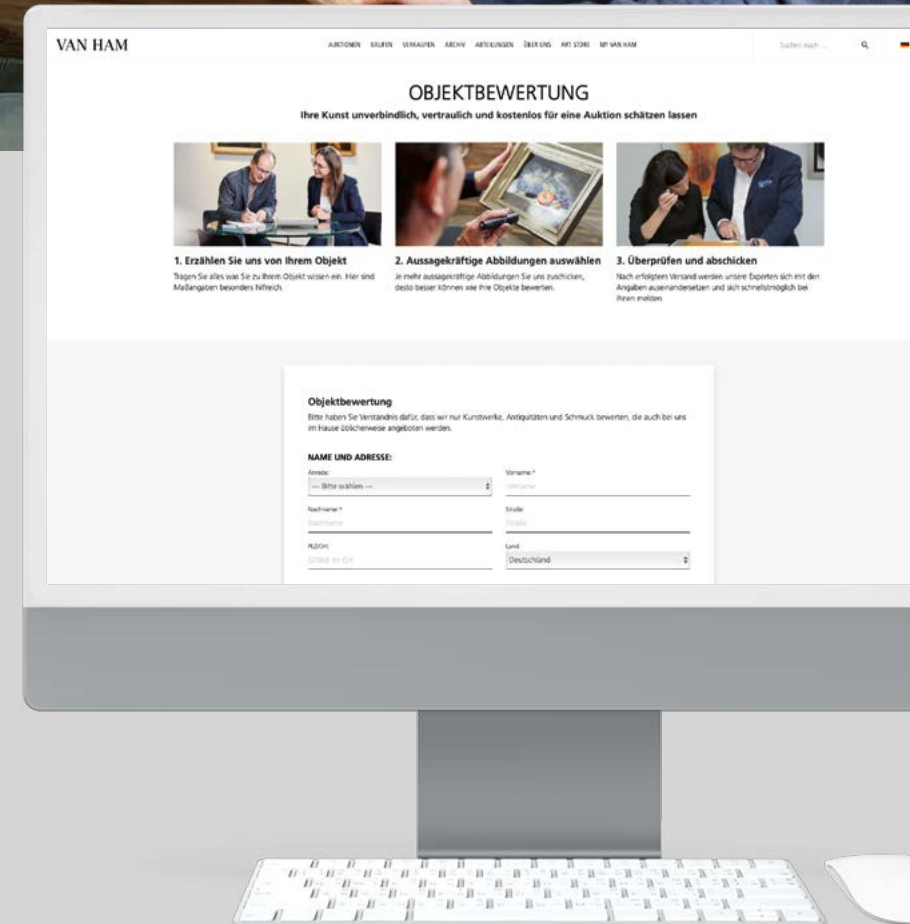 VAN HAM
AUKTIONEN KAUFEN VERKAUFEN ARCHIV ABTEILUNGEN ÜBER UNS ART STORE MY VAN HAM
Suchen nach ...
OBJEKTBEWERTUNG
Ihre Kunst unverbindlich, vertraulich und kostenlos für eine Auktion schätzen lassen
1. Erzählen Sie uns von Ihrem Objekt
Tragen Sie alles was Sie zu Ihrem Objekt wissen ein. Hier sind
Maßangaben besonders hilfreich.
2. Aussagekräftige Abbildungen auswählen
Je mehr aussagekräftige Abbildungen Sie uns zuschicken,
desto besser können wie Ihre Objekte bewerten.
3. Überprüfen und abschicken
Nach erfolgtem Versand werden unsere Experten sich mit den
Angaben auseinandersetzen und sich schnellstmöglich bei
Ihnen melden.
Objektbewertung
Bitte haben Sie Verständnis dafür, dass wir nur Kunstwerke, Antiquitäten und Schmuck bewerten, die auch bei uns
im Hause üblicherweise angeboten werden.
NAME UND ADRESSE:
Anrede:
--- Bitte wählen ---
Vorname:*
Vorname
Nachname:*
Nachname
Straße:
Straße
PLZ/Ort:
Land:
Deutschland